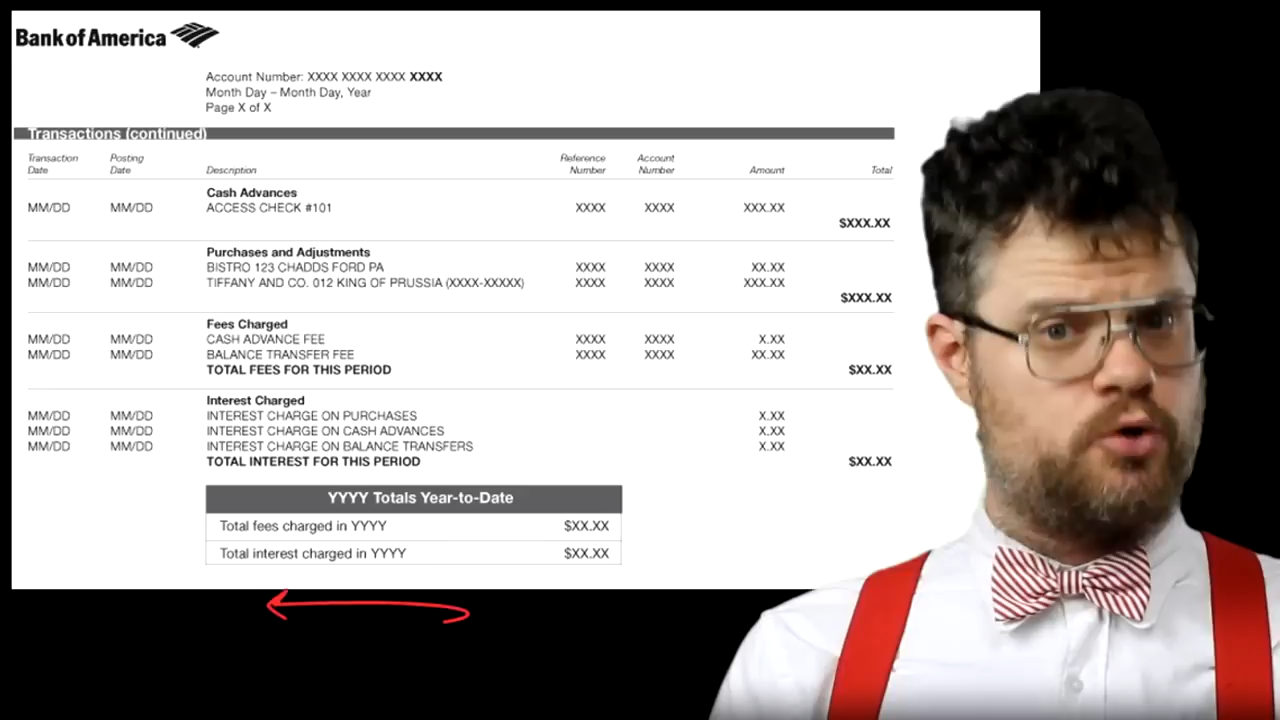 Bank of America
Account Number: XXXX XXXX XXXX XXXX
Month Day – Month Day, Year
Page X of X
Transactions (continued)
Transaction Date Posting Date Description Reference Number Account Number Amount Total
Cash Advances
MM/DD MM/DD ACCESS CHECK #101 XXXX XXXX XXX.XX
$XXX.XX
Purchases and Adjustments
MM/DD MM/DD BISTRO 123 CHADDS FORD PA XXXX XXXX XX.XX
MM/DD MM/DD TIFFANY AND CO. 012 KING OF PRUSSIA (XXXX-XXXXX) XXXX XXXX XXX.XX
$XXX.XX
Fees Charged
MM/DD MM/DD CASH ADVANCE FEE XXXX XXXX X.XX
MM/DD MM/DD BALANCE TRANSFER FEE XXXX XXXX XX.XX
TOTAL FEES FOR THIS PERIOD $XX.XX
Interest Charged
MM/DD MM/DD INTEREST CHARGE ON PURCHASES X.XX
MM/DD MM/DD INTEREST CHARGE ON CASH ADVANCES X.XX
MM/DD MM/DD INTEREST CHARGE ON BALANCE TRANSFERS X.XX
TOTAL INTEREST FOR THIS PERIOD $XX.XX
YYYY Totals Year-to-Date
Total fees charged in YYYY $XX.XX
Total interest charged in YYYY $XX.XX